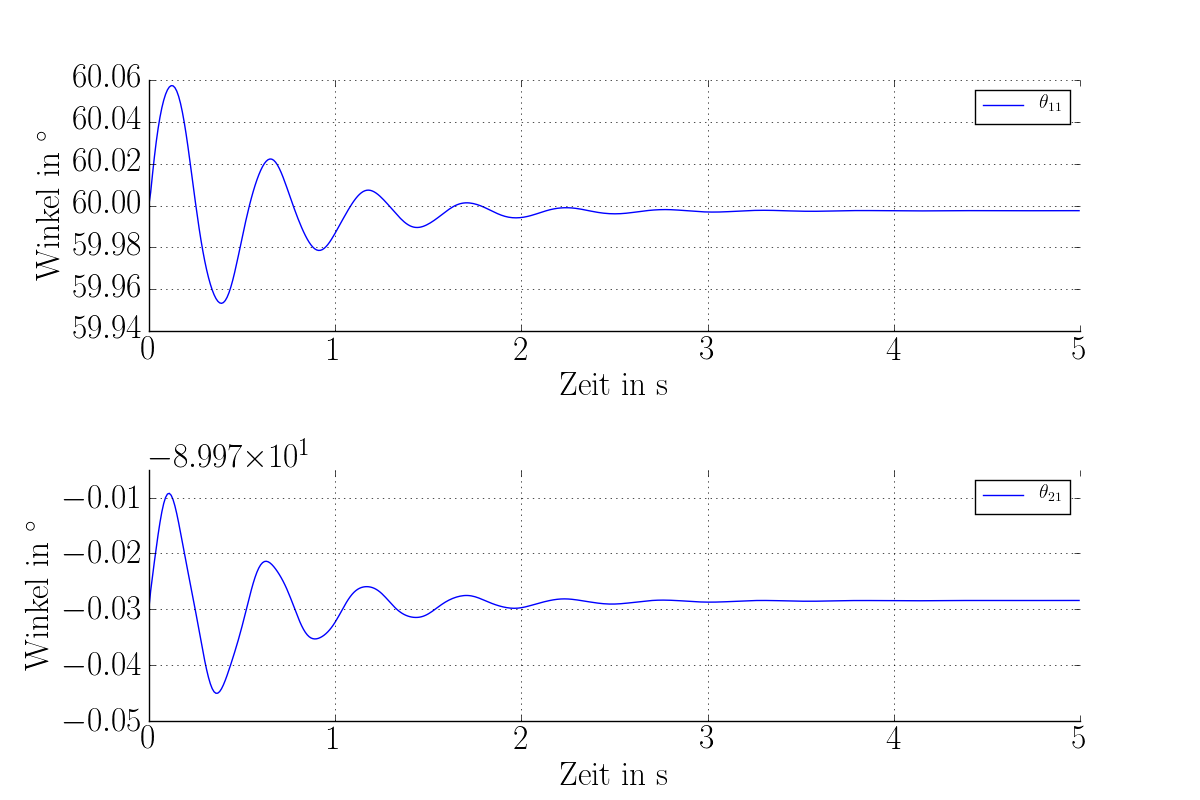 60.06
60.04
60.02
60.00
59.98
59.96
59.94
Winkel in °
θ₁₁
0 1 2 3 4 5
Zeit in s
−8.997×10¹
−0.01
−0.02
−0.03
−0.04
−0.05
Winkel in °
θ₂₁
0 1 2 3 4 5
Zeit in s